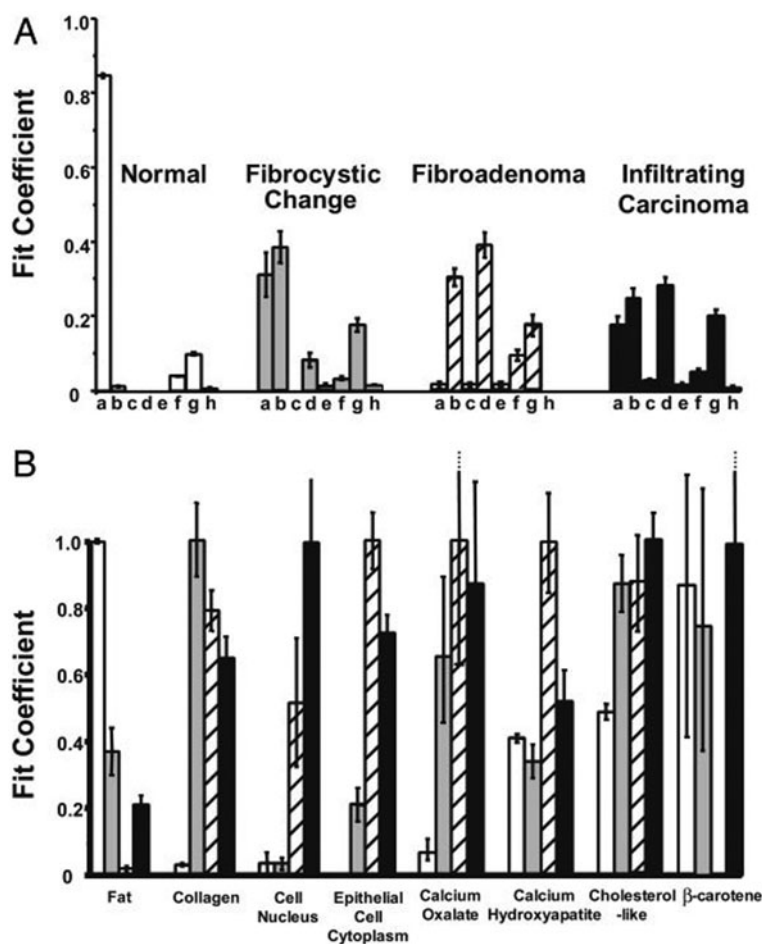 A
Fit Coefficient
1.0
0.8
0.6
0.4
0.2
0
Normal
Fibrocystic
Change
Fibroadenoma
Infiltrating
Carcinoma
a b c d e f g h
a b c d e f g h
a b c d e f g h
a b c d e f g h
B
Fit Coefficient
1.0
0.8
0.6
0.4
0.2
0
Fat
Collagen
Cell
Nucleus
Epithelial
Cell
Cytoplasm
Calcium
Oxalate
Calcium
Hydroxyapatite
Cholesterol
-like
β-carotene